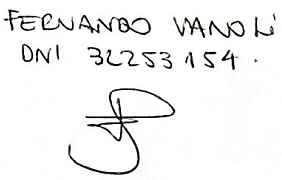 FERNANDO VANOLI
DNI 32253154.